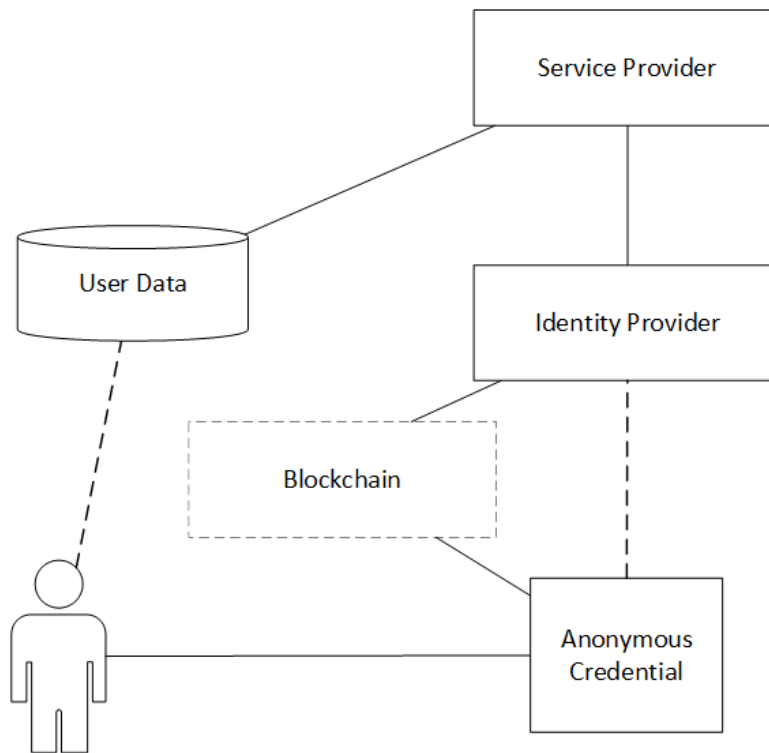 Service Provider
User Data
Identity Provider
Blockchain
Anonymous
Credential